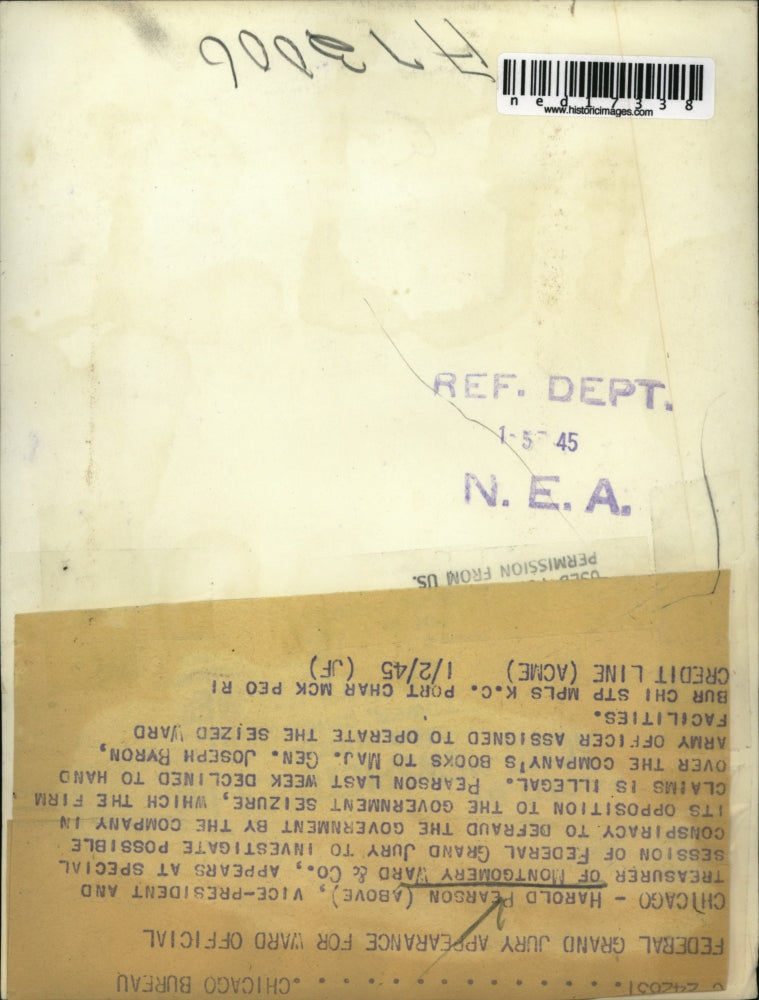 #73006
ned17338
www.historicimages.com
REF. DEPT.
1-5-45
N. E. A.
PERMISSION FROM US.
CHICAGO BUREAU
FEDERAL GRAND JURY APPEARANCE FOR WARD OFFICIAL
CHICAGO - HAROLD PEARSON (ABOVE), VICE-PRESIDENT AND
TREASURER OF MONTGOMERY WARD & CO., APPEARS AT SPECIAL
SESSION OF FEDERAL GRAND JURY TO INVESTIGATE POSSIBLE
CONSPIRACY TO DEFRAUD THE GOVERNMENT BY THE COMPANY IN
ITS OPPOSITION TO THE GOVERNMENT SEIZURE, WHICH THE FIRM
CLAIMS IS ILLEGAL. PEARSON LAST WEEK DECLINED TO HAND
OVER THE COMPANY'S BOOKS TO MAJ. GEN. JOSEPH BYRON,
ARMY OFFICER ASSIGNED TO OPERATE THE SEIZED WARD
FACILITIES.
BUR CHI STP MPLS K.C. PORT CHAR MCK PEO RI
CREDIT LINE (ACME) 1/2/45 (JF)